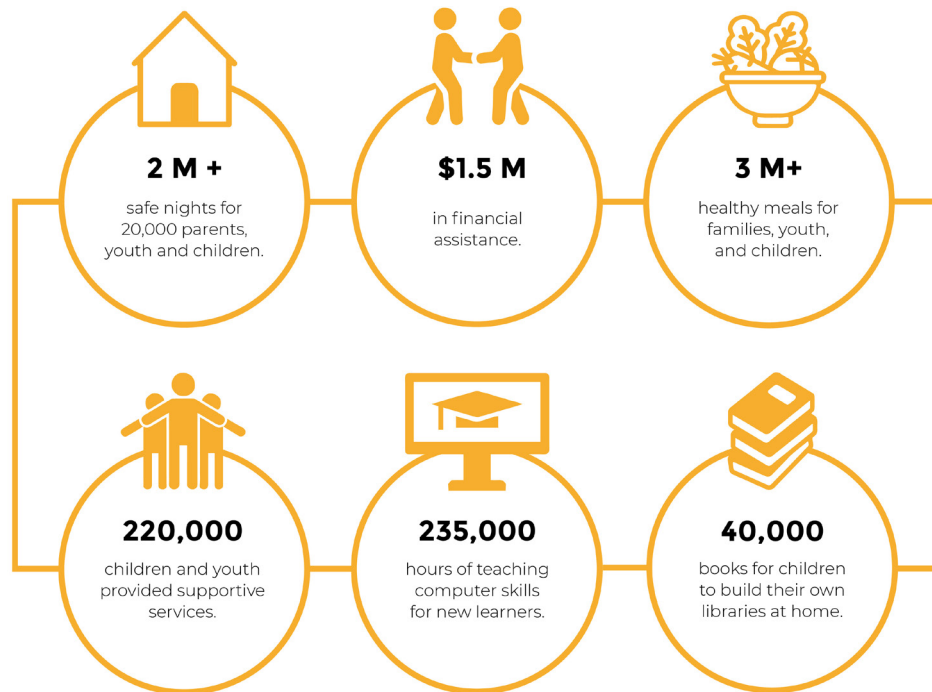 2 M +
safe nights for
20,000 parents,
youth and children.
$1.5 M
in financial
assistance.
3 M+
healthy meals for
families, youth,
and children.
220,000
children and youth
provided supportive
services.
235,000
hours of teaching
computer skills
for new learners.
40,000
books for children
to build their own
libraries at home.